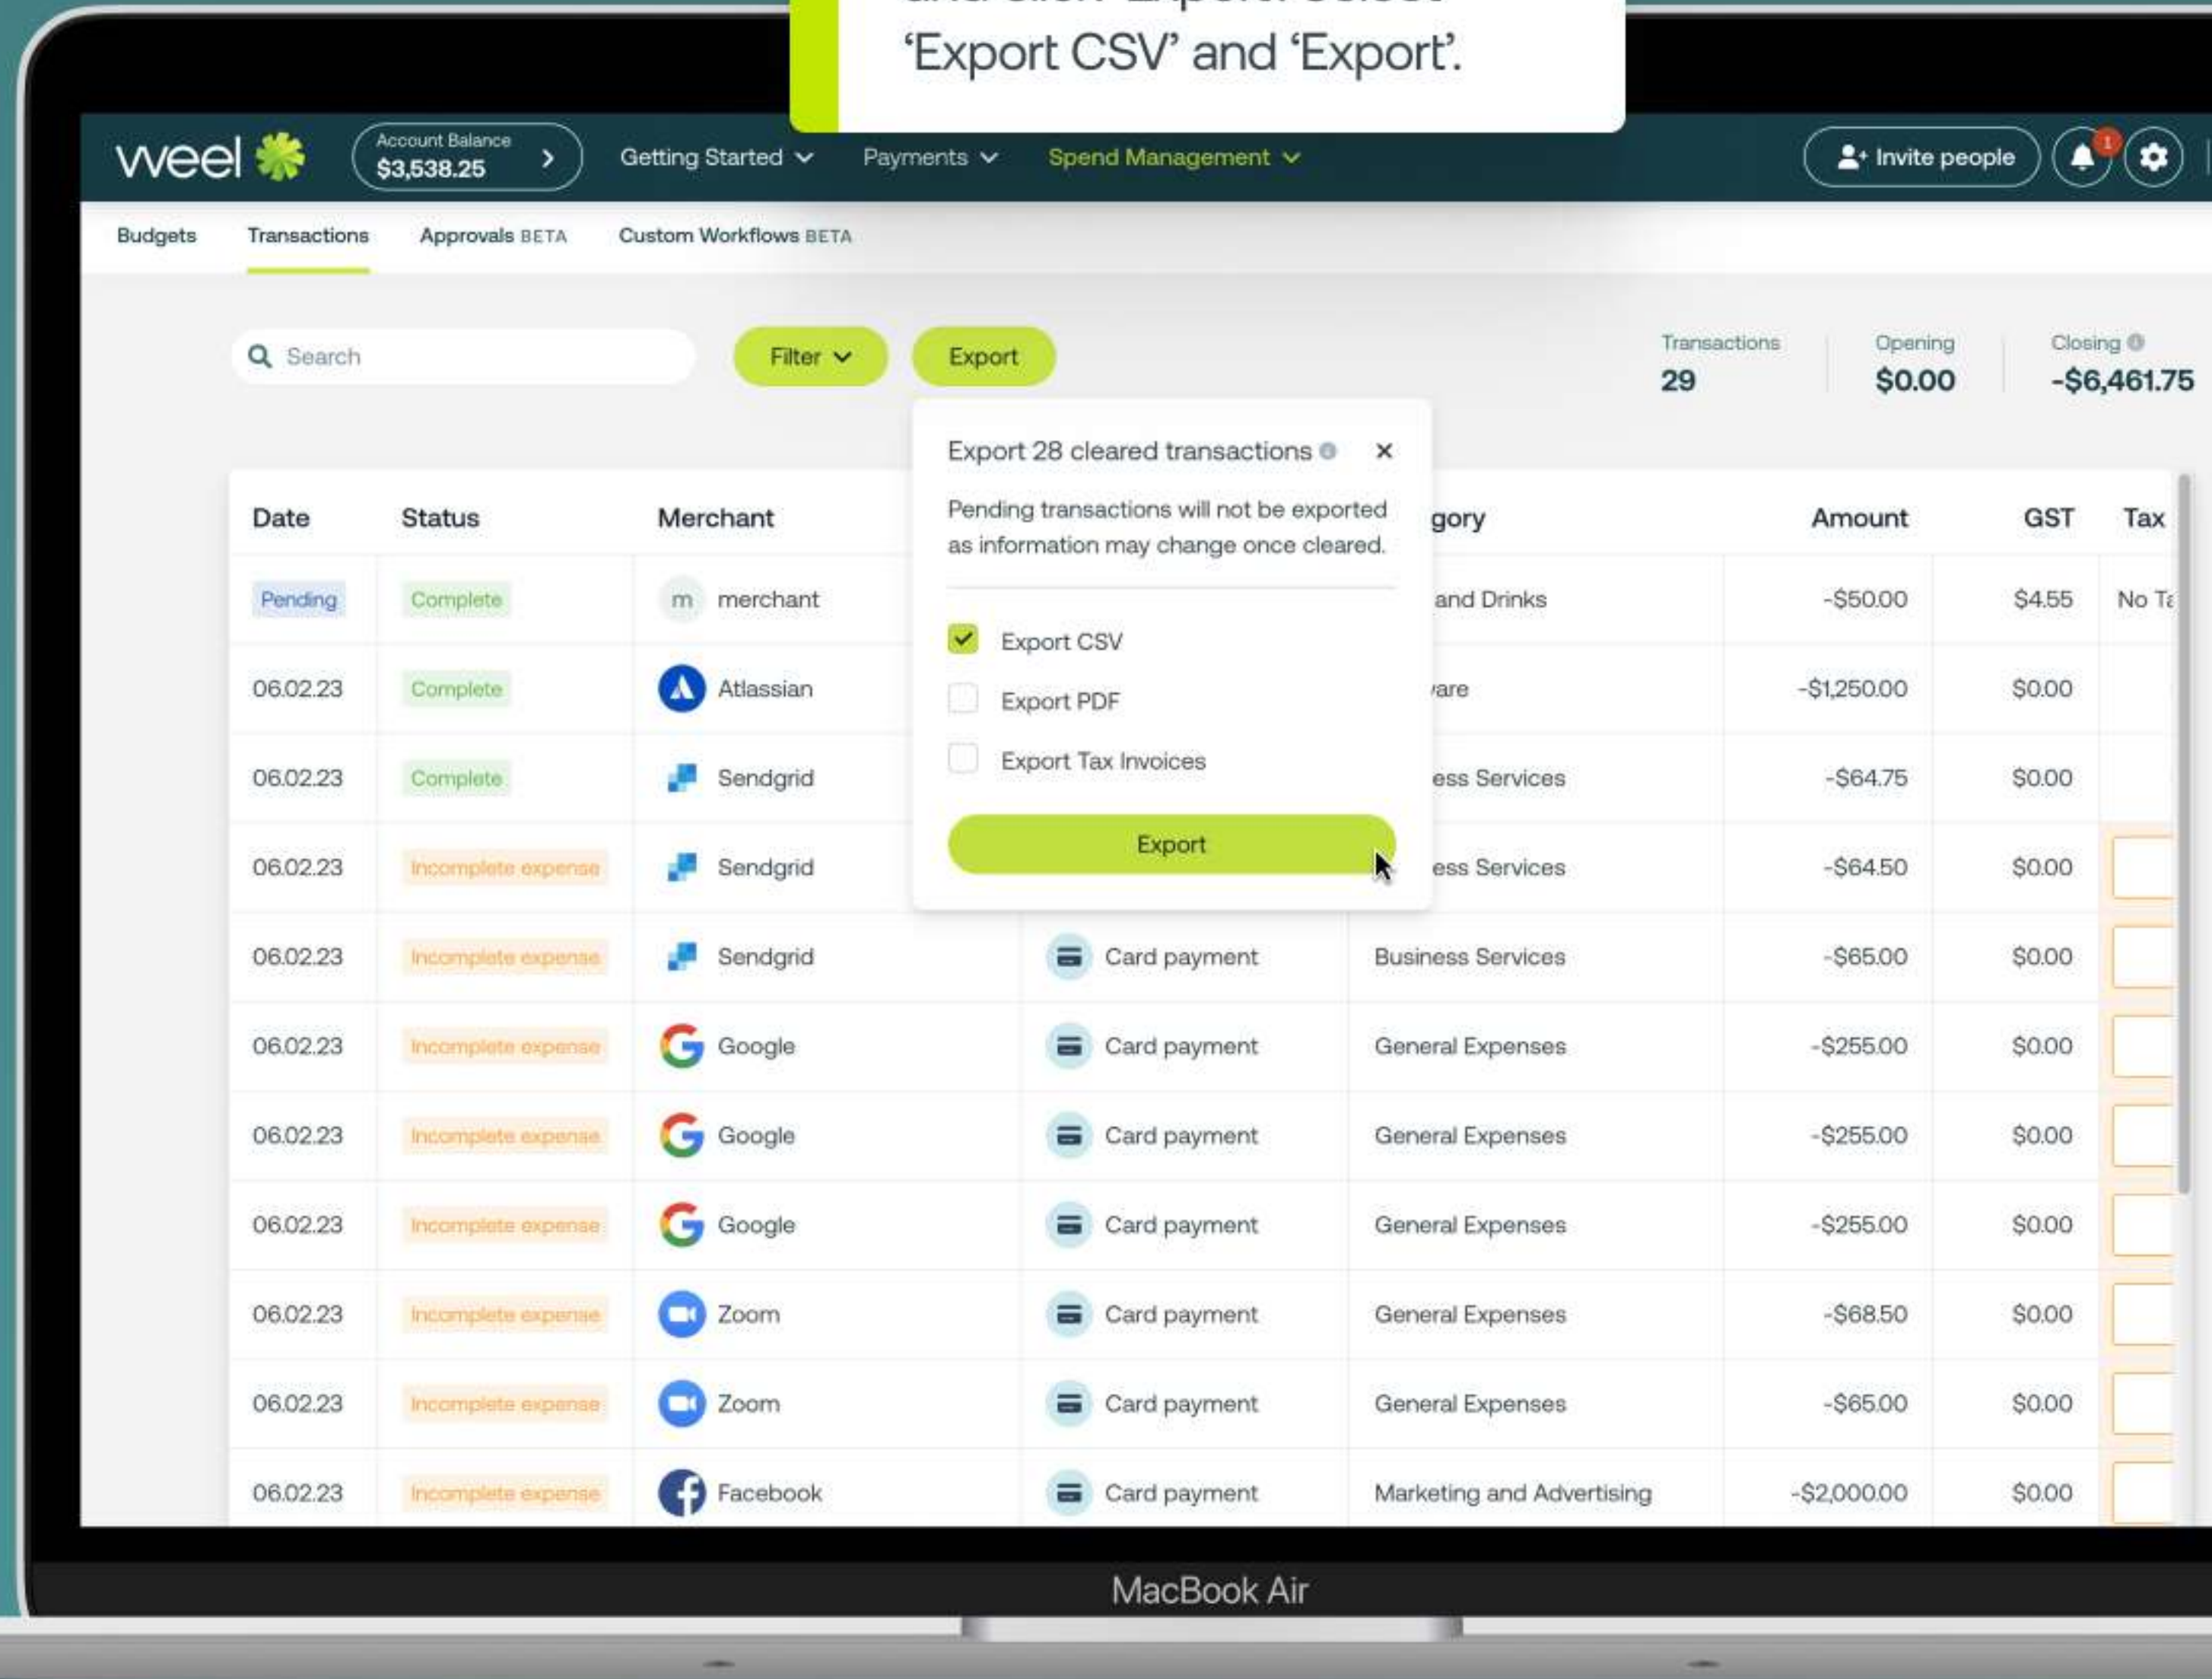 'Export CSV' and 'Export'.
weel
Account Balance
$3,538.25
Getting Started
Payments
Spend Management
Invite people
1
Budgets
Transactions
Approvals BETA
Custom Workflows BETA
Search
Filter
Export
Transactions
29
Opening
$0.00
Closing
-$6,461.75
Export 28 cleared transactions
Pending transactions will not be exported
as information may change once cleared.
Export CSV
Export PDF
Export Tax Invoices
Export
Date Status Merchant gory Amount GST Tax
Pending Complete m merchant and Drinks -$50.00 $4.55 No Ta
06.02.23 Complete Atlassian are -$1,250.00 $0.00
06.02.23 Complete Sendgrid ess Services -$64.75 $0.00
06.02.23 Incomplete expense Sendgrid ess Services -$64.50 $0.00
06.02.23 Incomplete expense Sendgrid Card payment Business Services -$65.00 $0.00
06.02.23 Incomplete expense Google Card payment General Expenses -$255.00 $0.00
06.02.23 Incomplete expense Google Card payment General Expenses -$255.00 $0.00
06.02.23 Incomplete expense Google Card payment General Expenses -$255.00 $0.00
06.02.23 Incomplete expense Zoom Card payment General Expenses -$68.50 $0.00
06.02.23 Incomplete expense Zoom Card payment General Expenses -$65.00 $0.00
06.02.23 Incomplete expense Facebook Card payment Marketing and Advertising -$2,000.00 $0.00
MacBook Air